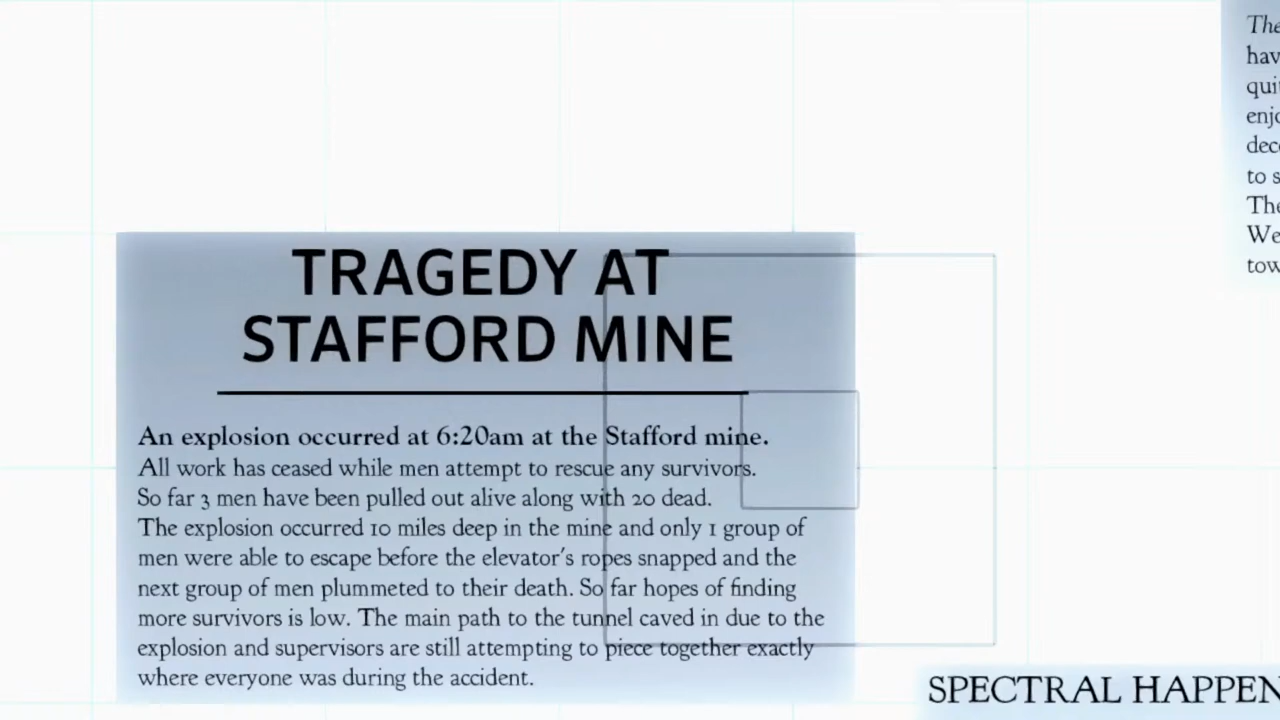 TRAGEDY AT
STAFFORD MINE
An explosion occurred at 6:20am at the Stafford mine.
All work has ceased while men attempt to rescue any survivors.
So far 3 men have been pulled out alive along with 20 dead.
The explosion occurred 10 miles deep in the mine and only 1 group of
men were able to escape before the elevator's ropes snapped and the
next group of men plummeted to their death. So far hopes of finding
more survivors is low. The main path to the tunnel caved in due to the
explosion and supervisors are still attempting to piece together exactly
where everyone was during the accident.
The
to
The
We
SPECTRAL